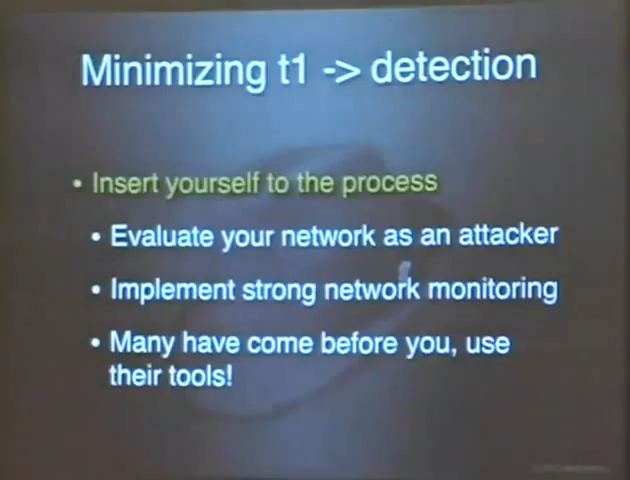 Minimizing t1 -> detection
• Insert yourself to the process
• Evaluate your network as an attacker
• Implement strong network monitoring
• Many have come before you, use
their tools!